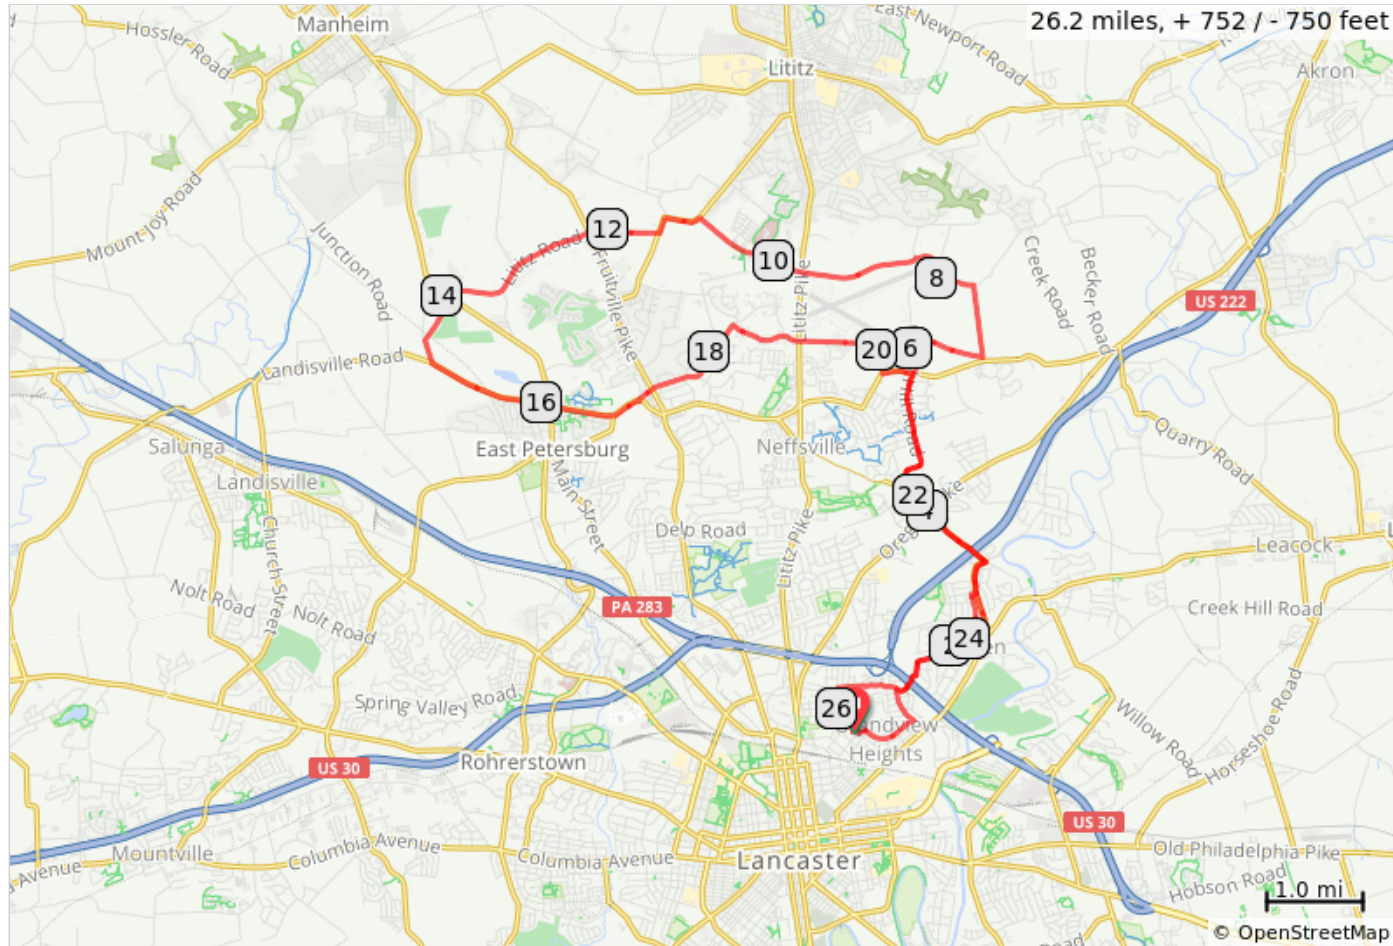 26.2 miles, + 752 / - 750 feet
Manheim
Hossler Road
East Newport Road
Lititz
Akron
Mount Joy Road
Junction Road
12
Lititz Road
Fruitville Pike
10
Lititz Pike
8
Creek Road
Becker Road
US 222
14
Landisville Road
18
20
6
16
East Petersburg
Neffsville
Salunga
Landisville
Quarry Road
Main Street
22
4
Church Street
Leacock
Lititz Pike
Nolt Road
Nolt Road
PA 283
Creek Hill Road
24
Spring Valley Road
26
Heights
Willow Road
Horseshoe Road
Rohrerstown
US 30
US 30
Mountville
Columbia Avenue
Columbia Avenue
Lancaster
Old Philadelphia Pike
Hobson Road
1.0 mi
© OpenStreetMap